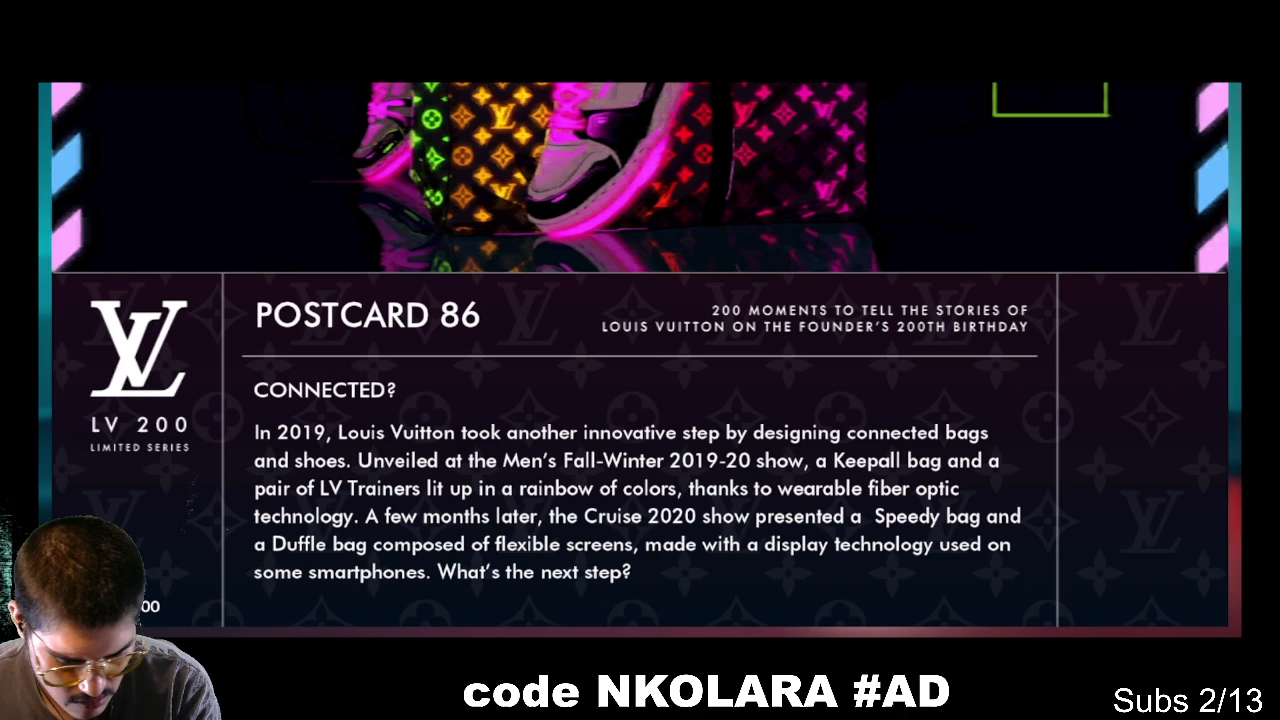 POSTCARD 86
200 MOMENTS TO TELL THE STORIES OF
LOUIS VUITTON ON THE FOUNDER'S 200TH BIRTHDAY
LV
LV 200
LIMITED SERIES
CONNECTED?
In 2019, Louis Vuitton took another innovative step by designing connected bags
and shoes. Unveiled at the Men's Fall-Winter 2019-20 show, a Keepall bag and a
pair of LV Trainers lit up in a rainbow of colors, thanks to wearable fiber optic
technology. A few months later, the Cruise 2020 show presented a  Speedy bag and
a Duffle bag composed of flexible screens, made with a display technology used on
some smartphones. What's the next step?
00
code NKOLARA #AD
Subs 2/13